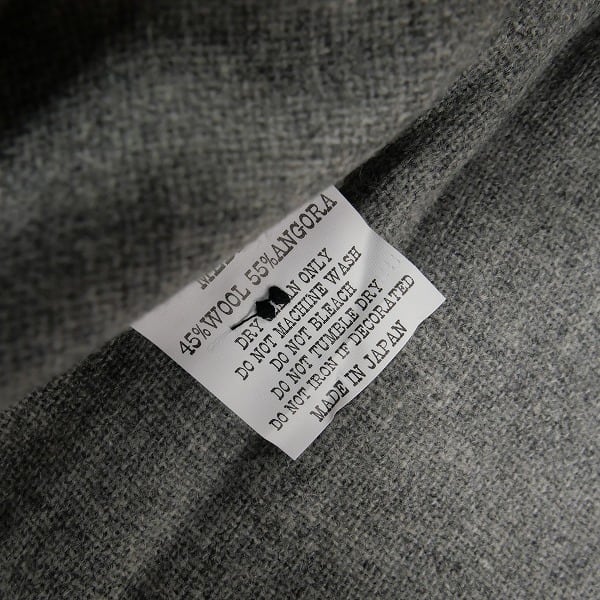 45%WOOL 55%ANGORA
DRY ONLY
DO NOT MACHINE WASH
DO NOT BLEACH
DO NOT TUMBLE DRY
DO NOT IRON IF DECORATED
MADE IN JAPAN